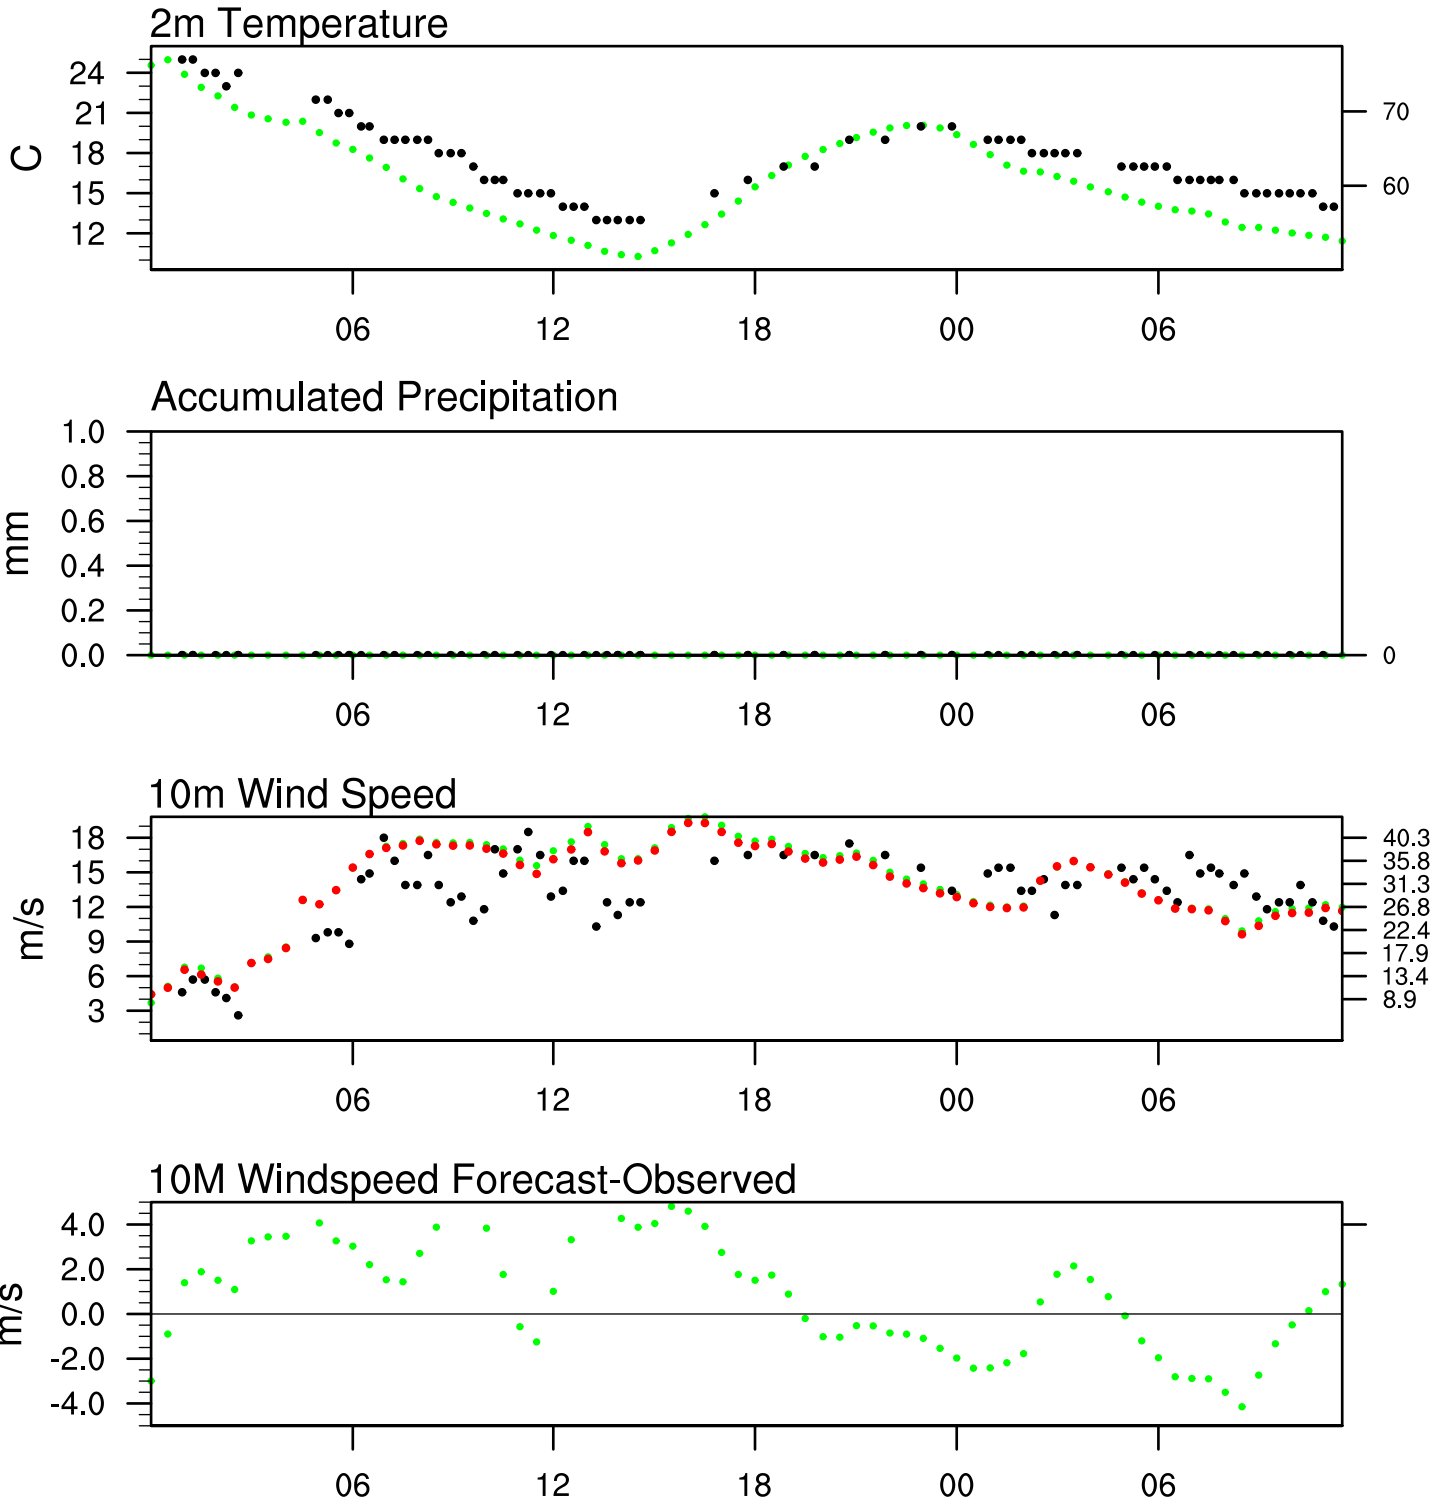 2m Temperature
24
21
18
15
12
C
70
60
06 12 18 00 06
Accumulated Precipitation
1.0
0.8
0.6
0.4
0.2
0.0
mm
0
06 12 18 00 06
10m Wind Speed
18
15
12
9
6
3
m/s
40.3
35.8
31.3
26.8
22.4
17.9
13.4
8.9
06 12 18 00 06
10M Windspeed Forecast-Observed
4.0
2.0
0.0
-2.0
-4.0
m/s
06 12 18 00 06